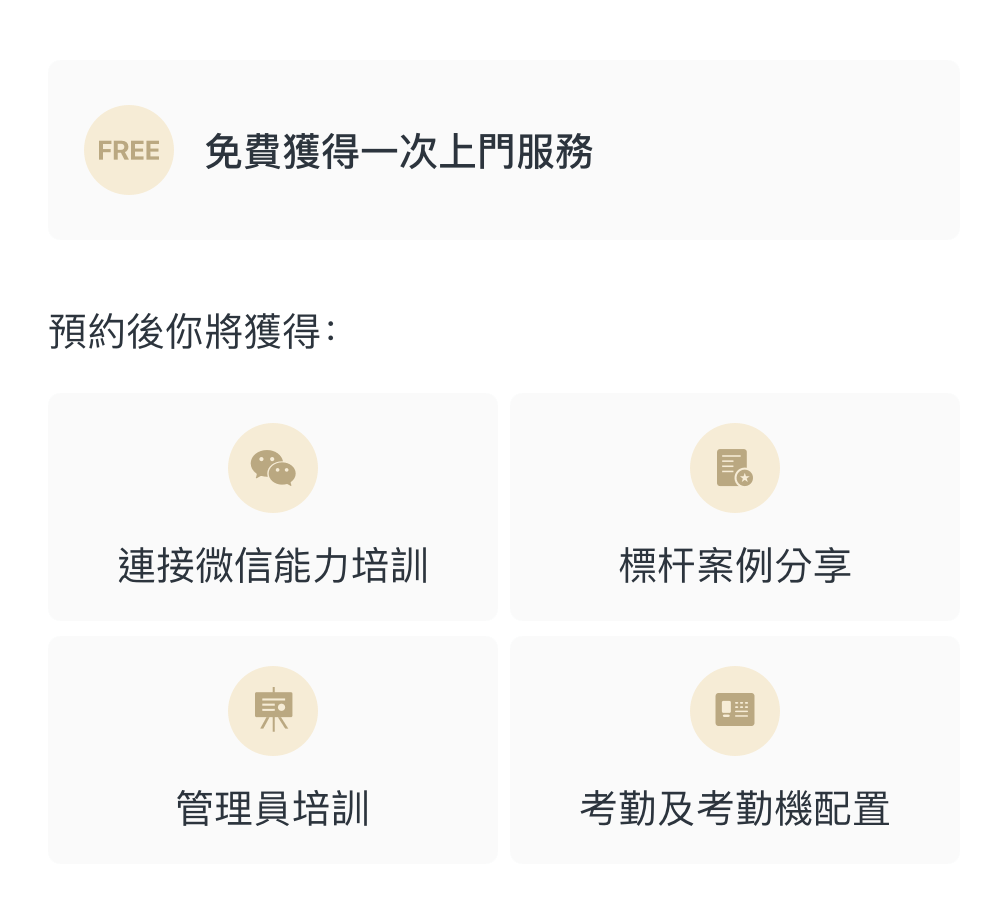 FREE
免費獲得一次上門服務
預約後你將獲得：
連接微信能力培訓
標杆案例分享
管理員培訓
考勤及考勤機配置